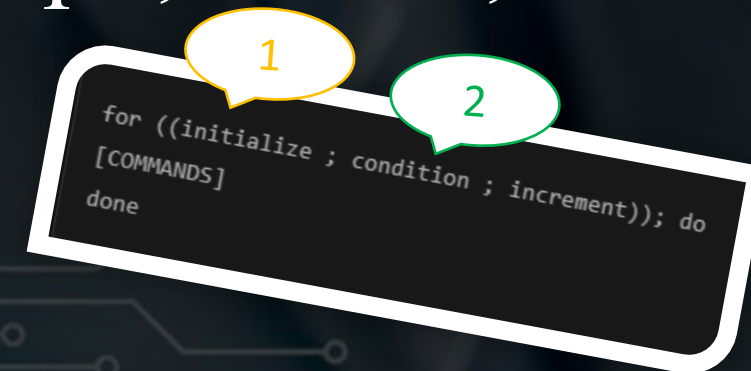 1
2
for ((initialize ; condition ; increment)); do
[COMMANDS]
done